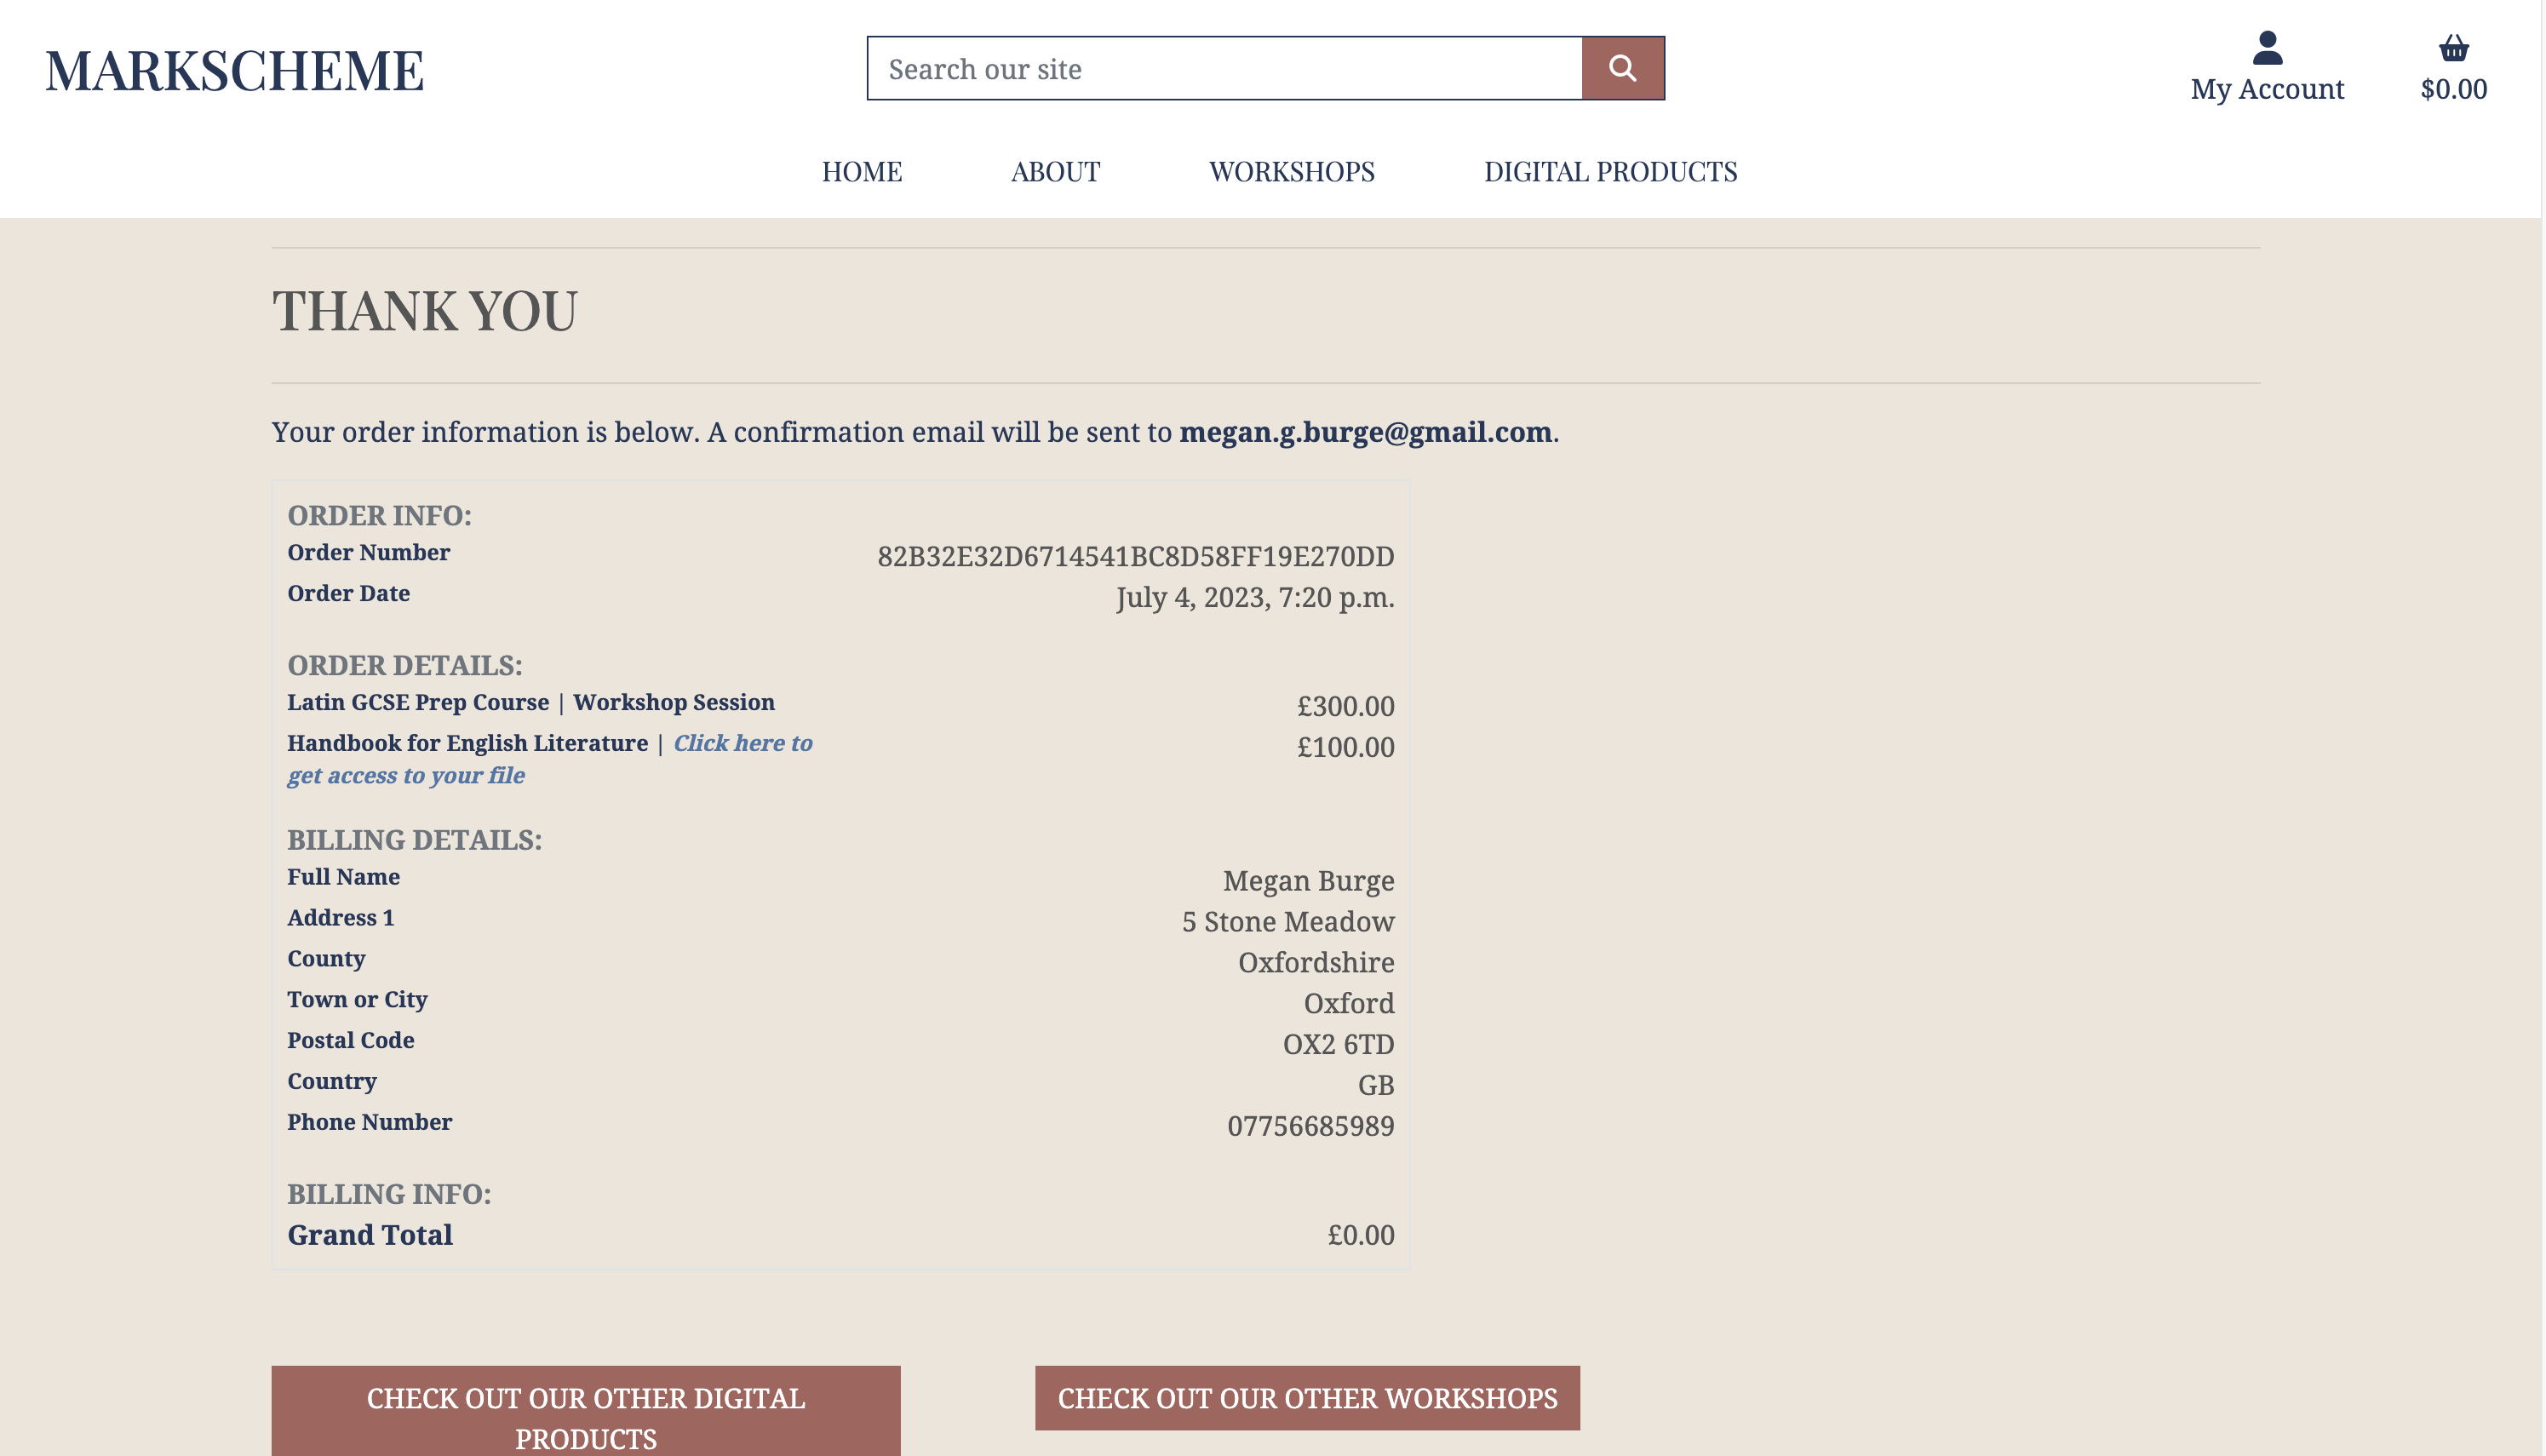 MARKSCHEME
Search our site
My Account
$0.00
HOME ABOUT WORKSHOPS DIGITAL PRODUCTS
THANK YOU
Your order information is below. A confirmation email will be sent to megan.g.burge@gmail.com.
ORDER INFO:
Order Number 82B32E32D6714541BC8D58FF19E270DD
Order Date July 4, 2023, 7:20 p.m.
ORDER DETAILS:
Latin GCSE Prep Course | Workshop Session £300.00
Handbook for English Literature | Click here to £100.00
get access to your file
BILLING DETAILS:
Full Name Megan Burge
Address 1 5 Stone Meadow
County Oxfordshire
Town or City Oxford
Postal Code OX2 6TD
Country GB
Phone Number 07756685989
BILLING INFO:
Grand Total £0.00
CHECK OUT OUR OTHER DIGITAL
PRODUCTS
CHECK OUT OUR OTHER WORKSHOPS